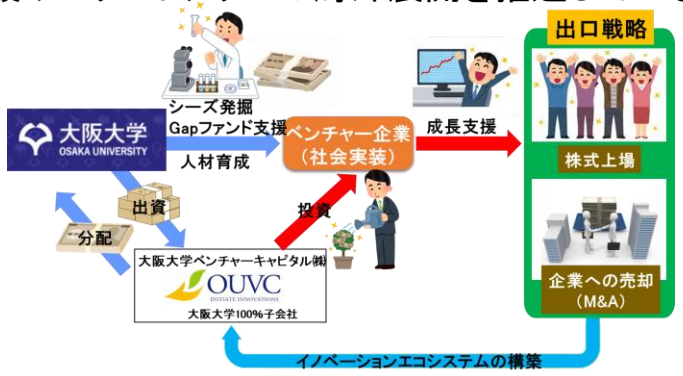 出口戦略
シーズ発掘
Gapファンド支援
人材育成
大阪大学
OSAKA UNIVERSITY
ベンチャー企業
(社会実装)
成長支援
株式上場
出資
分配
投資
大阪大学ベンチャーキャピタル㈱
OUVC
INITIATE INNOVATIONS
大阪大学100%子会社
企業への売却
(M&A)
イノベーションエコシステムの構築